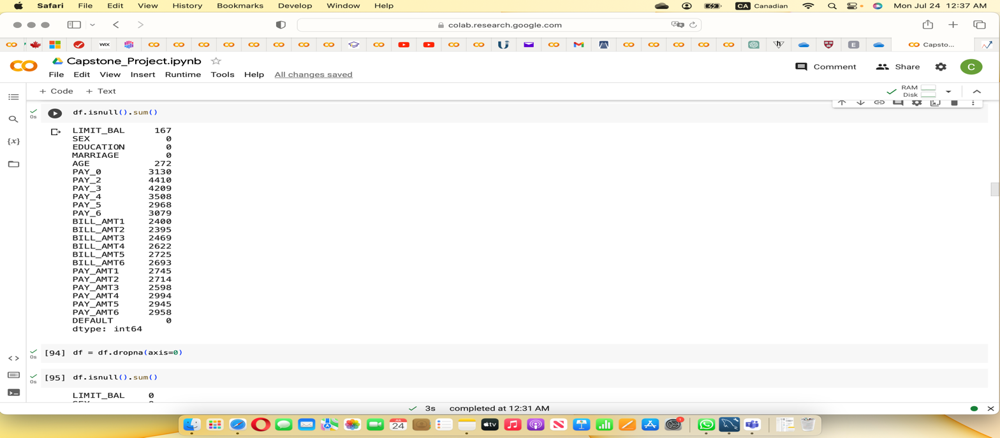 Safari File Edit View History Bookmarks Develop Window Help CA Canadian Mon Jul 24 12:37 AM
colab.research.google.com
WIX E Capsto...
Capstone_Project.ipynb
Comment Share C
File Edit View Insert Runtime Tools Help All changes saved
+ Code + Text RAM
Disk
0s df.isnull().sum()
{x}
LIMIT_BAL 167
SEX 0
EDUCATION 0
MARRIAGE 0
AGE 272
PAY_0 3130
PAY_2 4410
PAY_3 4209
PAY_4 3508
PAY_5 2968
PAY_6 3079
BILL_AMT1 2400
BILL_AMT2 2395
BILL_AMT3 2469
BILL_AMT4 2622
BILL_AMT5 2725
BILL_AMT6 2693
PAY_AMT1 2745
PAY_AMT2 2714
PAY_AMT3 2598
PAY_AMT4 2994
PAY_AMT5 2945
PAY_AMT6 2958
DEFAULT 0
dtype: int64
0s [94] df = df.dropna(axis=0)
0s [95] df.isnull().sum()
LIMIT_BAL 0
3s completed at 12:31 AM
JUL
24
tv
1